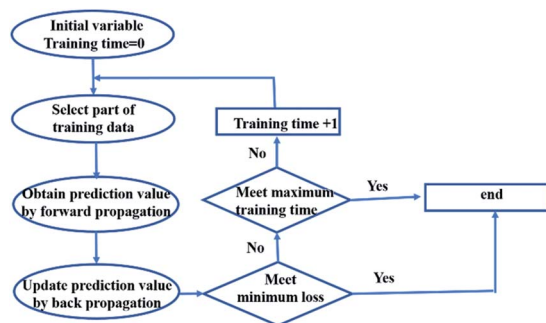 Initial variable
Training time=0
Select part of
training data
Obtain prediction value
by forward propagation
Update prediction value
by back propagation
Meet
minimum loss
No
Yes
Meet maximum
training time
No
Yes
Training time +1
end